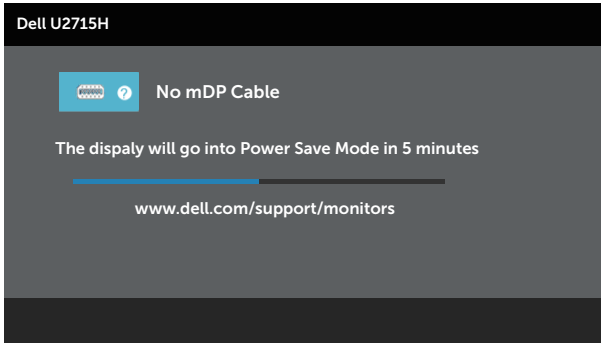 Dell U2715H
No mDP Cable
The dispaly will go into Power Save Mode in 5 minutes
www.dell.com/support/monitors